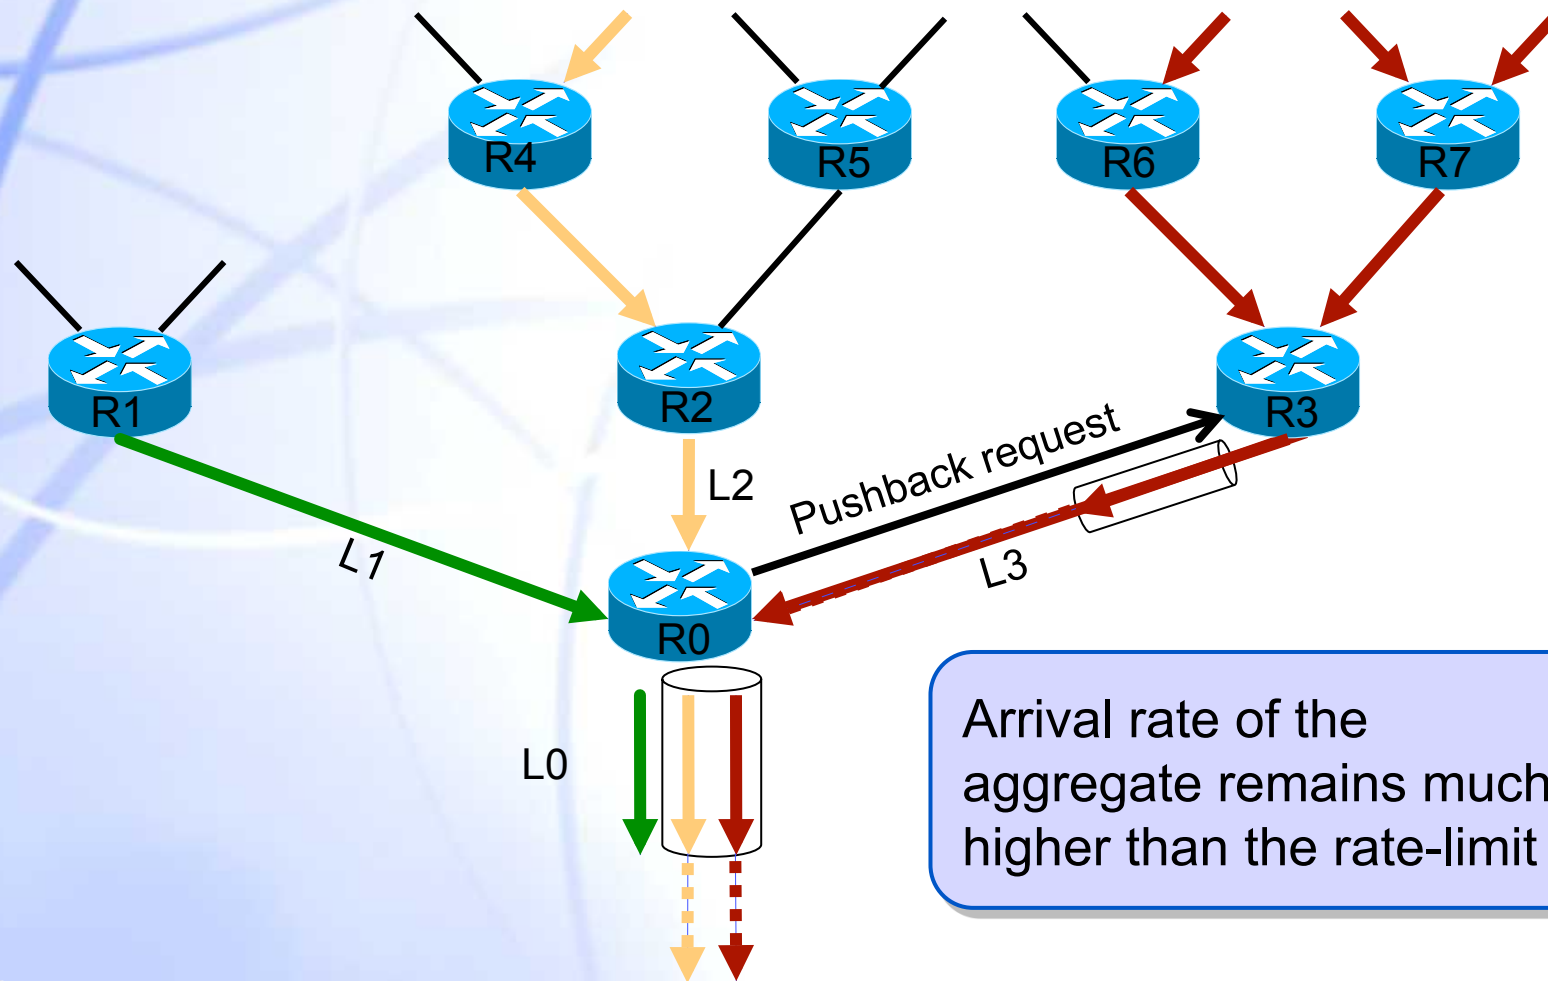 R4
R5
R6
R7
R1
R2
R3
Pushback request
L2
L1
L3
R0
L0
Arrival rate of the
aggregate remains much
higher than the rate-limit